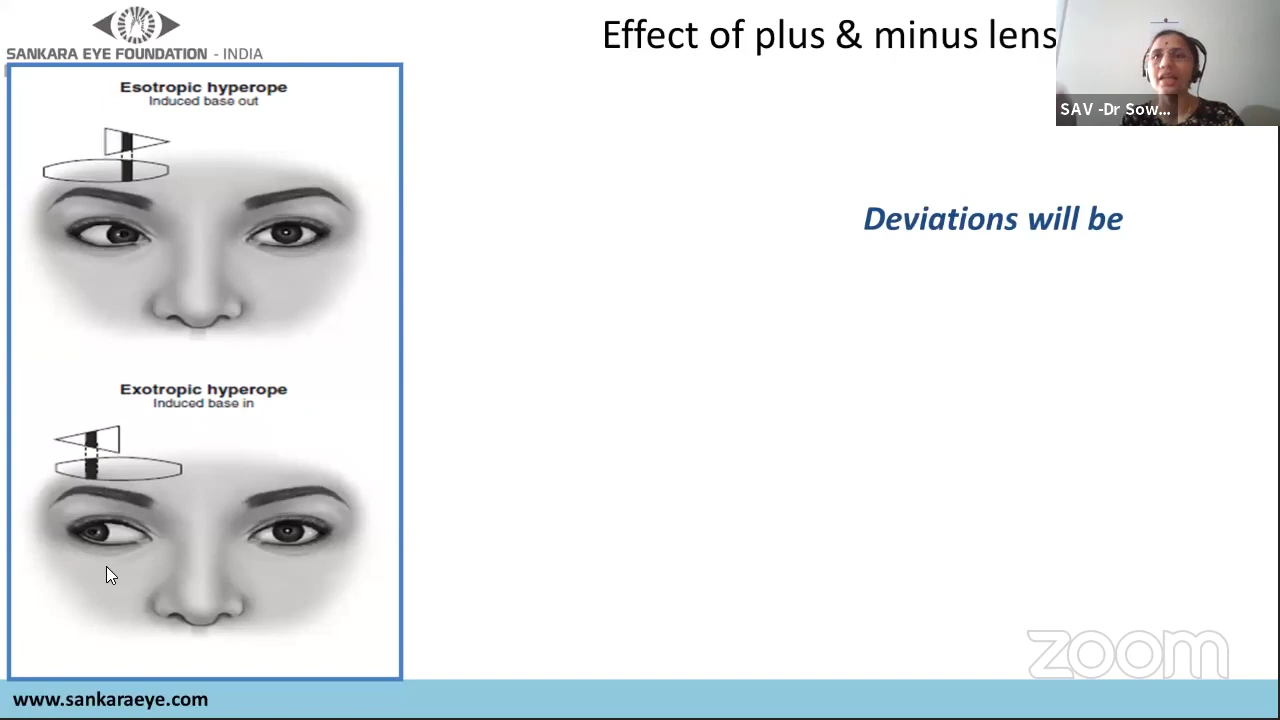 SANKARA EYE FOUNDATION - INDIA
Effect of plus & minus lens
SAV -Dr Sow...
Esotropic hyperope
Induced base out
Deviations will be
Exotropic hyperope
Induced base in
zoom
www.sankaraeye.com